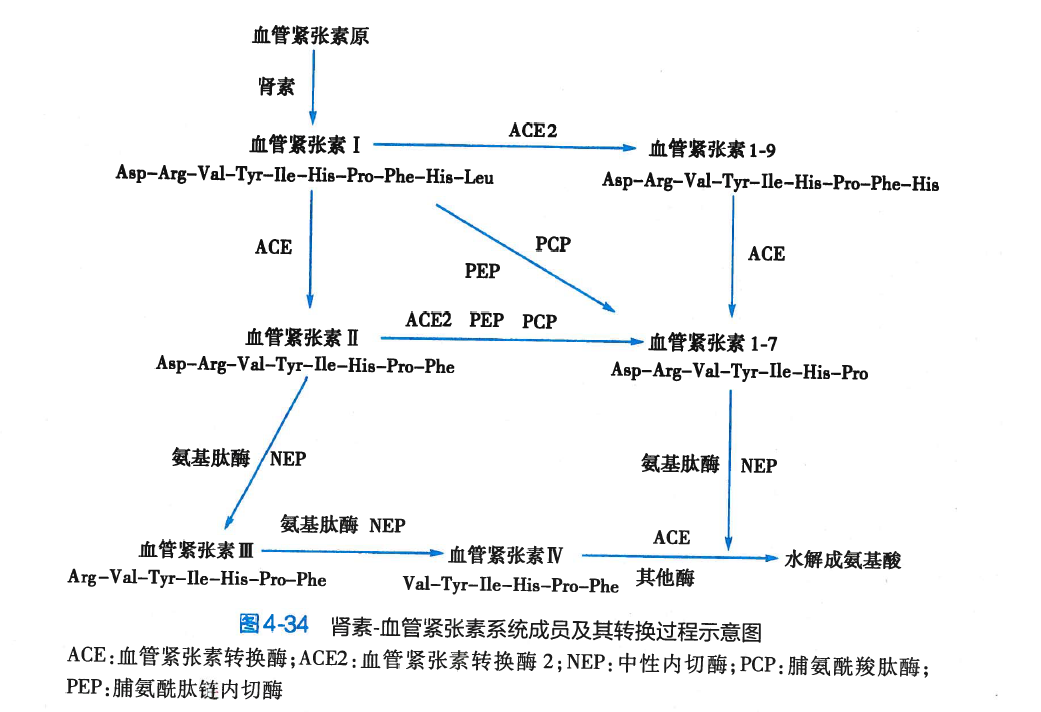 血管紧张素原
肾素
血管紧张素Ⅰ
ACE2
血管紧张素1-9
Asp-Arg-Val-Tyr-Ile-His-Pro-Phe-His-Leu
Asp-Arg-Val-Tyr-Ile-His-Pro-Phe-His
ACE
PCP
PEP
ACE
血管紧张素Ⅱ
ACE2 PEP PCP
血管紧张素1-7
Asp-Arg-Val-Tyr-Ile-His-Pro-Phe
Asp-Arg-Val-Tyr-Ile-His-Pro
氨基肽酶 NEP
氨基肽酶 NEP
血管紧张素Ⅲ
氨基肽酶 NEP
血管紧张素Ⅳ
ACE
其他酶
水解成氨基酸
Arg-Val-Tyr-Ile-His-Pro-Phe
Val-Tyr-Ile-His-Pro-Phe
图4-34 肾素-血管紧张素系统成员及其转换过程示意图
ACE:血管紧张素转换酶;ACE2:血管紧张素转换酶2;NEP:中性内切酶;PCP:脯氨酰羧肽酶;
PEP:脯氨酰肽链内切酶